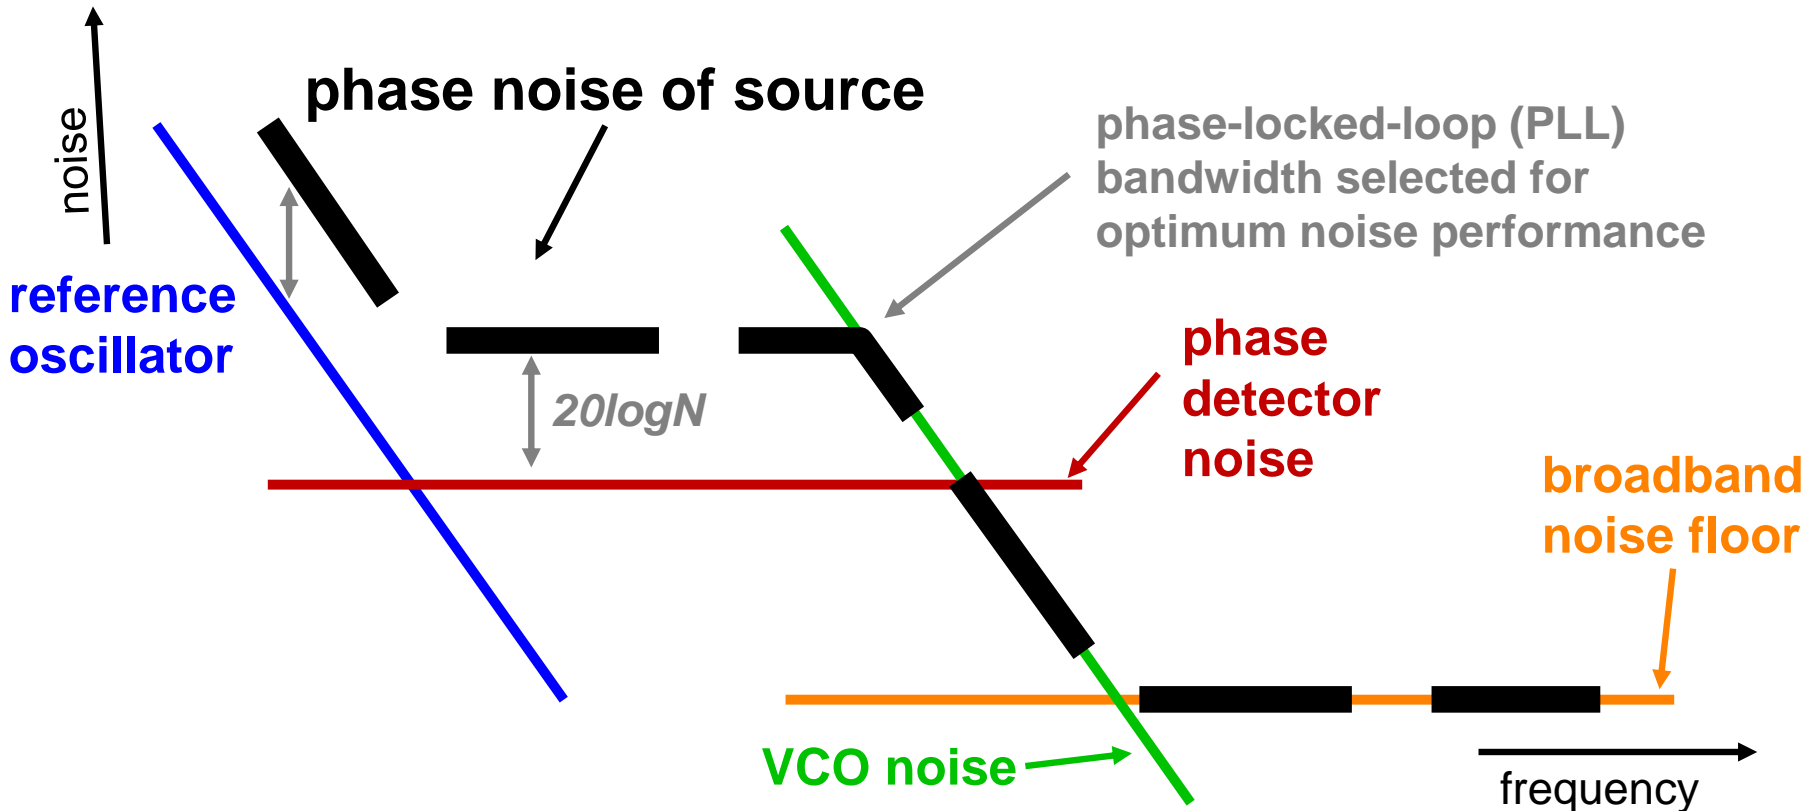 noise
phase noise of source
phase-locked-loop (PLL)
bandwidth selected for
optimum noise performance
reference
oscillator
20logN
phase
detector
noise
broadband
noise floor
VCO noise
frequency